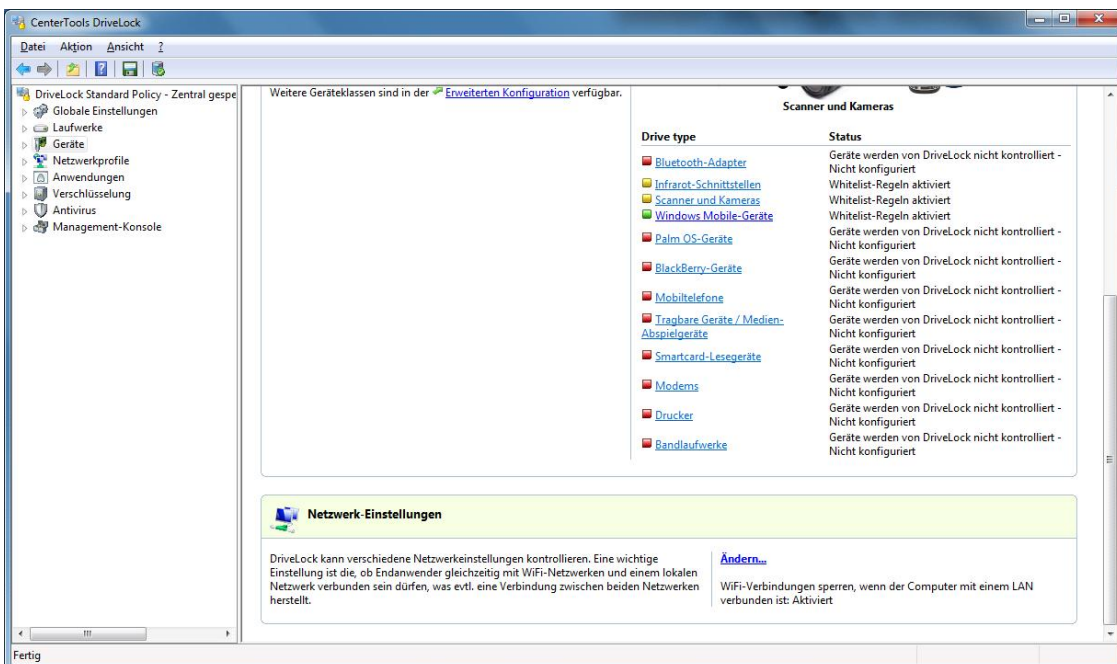 CenterTools DriveLock
Datei Aktion Ansicht ?
DriveLock Standard Policy - Zentral gespe
Globale Einstellungen
Laufwerke
Geräte
Netzwerkprofile
Anwendungen
Verschlüsselung
Antivirus
Management-Konsole
Weitere Geräteklassen sind in der Erweiterten Konfiguration verfügbar.
Scanner und Kameras
Drive type Status
Bluetooth-Adapter Geräte werden von DriveLock nicht kontrolliert -
Nicht konfiguriert
Infrarot-Schnittstellen Whitelist-Regeln aktiviert
Scanner und Kameras Whitelist-Regeln aktiviert
Windows Mobile-Geräte Whitelist-Regeln aktiviert
Palm OS-Geräte Geräte werden von DriveLock nicht kontrolliert -
Nicht konfiguriert
BlackBerry-Geräte Geräte werden von DriveLock nicht kontrolliert -
Nicht konfiguriert
Mobiltelefone Geräte werden von DriveLock nicht kontrolliert -
Nicht konfiguriert
Tragbare Geräte / Medien- Geräte werden von DriveLock nicht kontrolliert -
Abspielgeräte Nicht konfiguriert
Smartcard-Lesegeräte Geräte werden von DriveLock nicht kontrolliert -
Nicht konfiguriert
Modems Geräte werden von DriveLock nicht kontrolliert -
Nicht konfiguriert
Drucker Geräte werden von DriveLock nicht kontrolliert -
Nicht konfiguriert
Bandlaufwerke Geräte werden von DriveLock nicht kontrolliert -
Nicht konfiguriert
Netzwerk-Einstellungen
DriveLock kann verschiedene Netzwerkeinstellungen kontrollieren. Eine wichtige
Einstellung ist die, ob Endanwender gleichzeitig mit WiFi-Netzwerken und einem lokalen
Netzwerk verbunden sein dürfen, was evtl. eine Verbindung zwischen beiden Netzwerken
herstellt.
Ändern...
WiFi-Verbindungen sperren, wenn der Computer mit einem LAN
verbunden ist: Aktiviert
Fertig